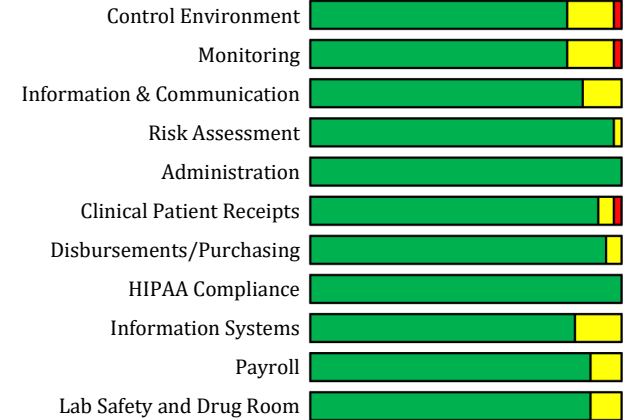 Control Environment
Monitoring
Information & Communication
Risk Assessment
Administration
Clinical Patient Receipts
Disbursements/Purchasing
HIPAA Compliance
Information Systems
Payroll
Lab Safety and Drug Room